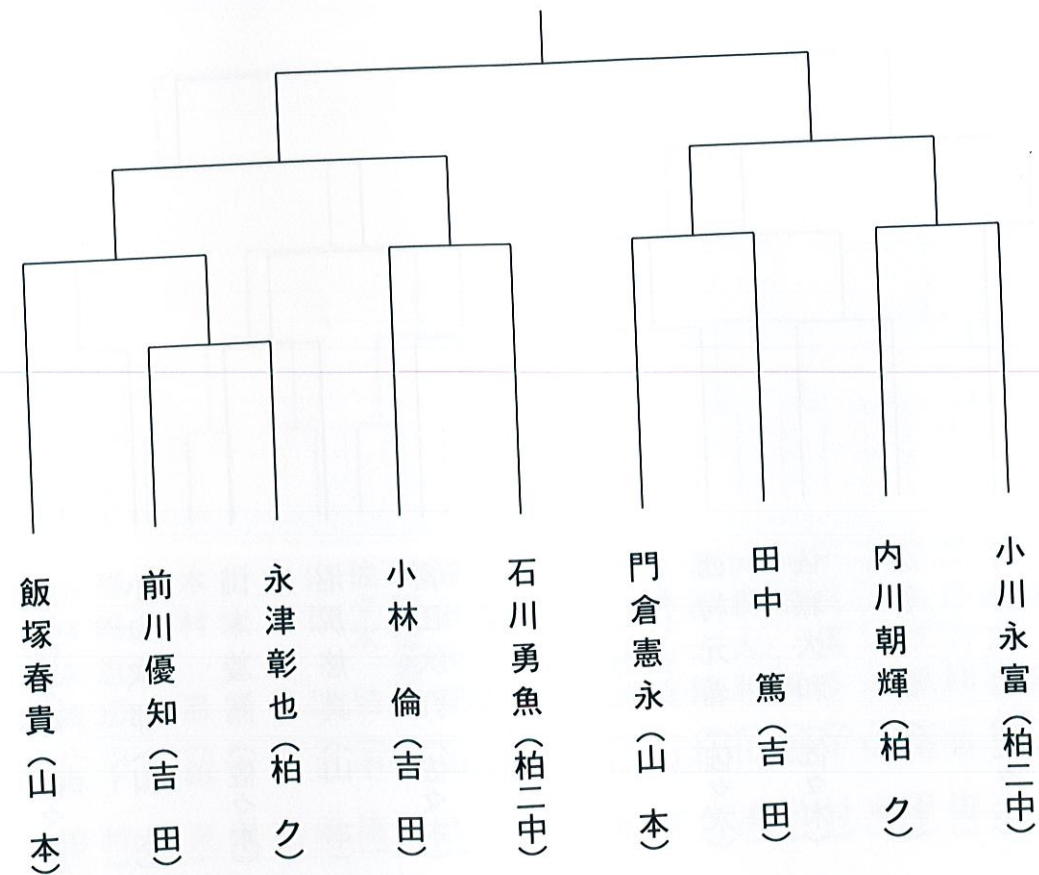 飯塚春貴（山　本）
前川優知（吉　田）
永津彰也（柏　ク）
小林　倫（吉　田）
石川勇魚（柏二中）
門倉憲永（山　本）
田中　篤（吉　田）
内川朝輝（柏　ク）
小川永富（柏二中）